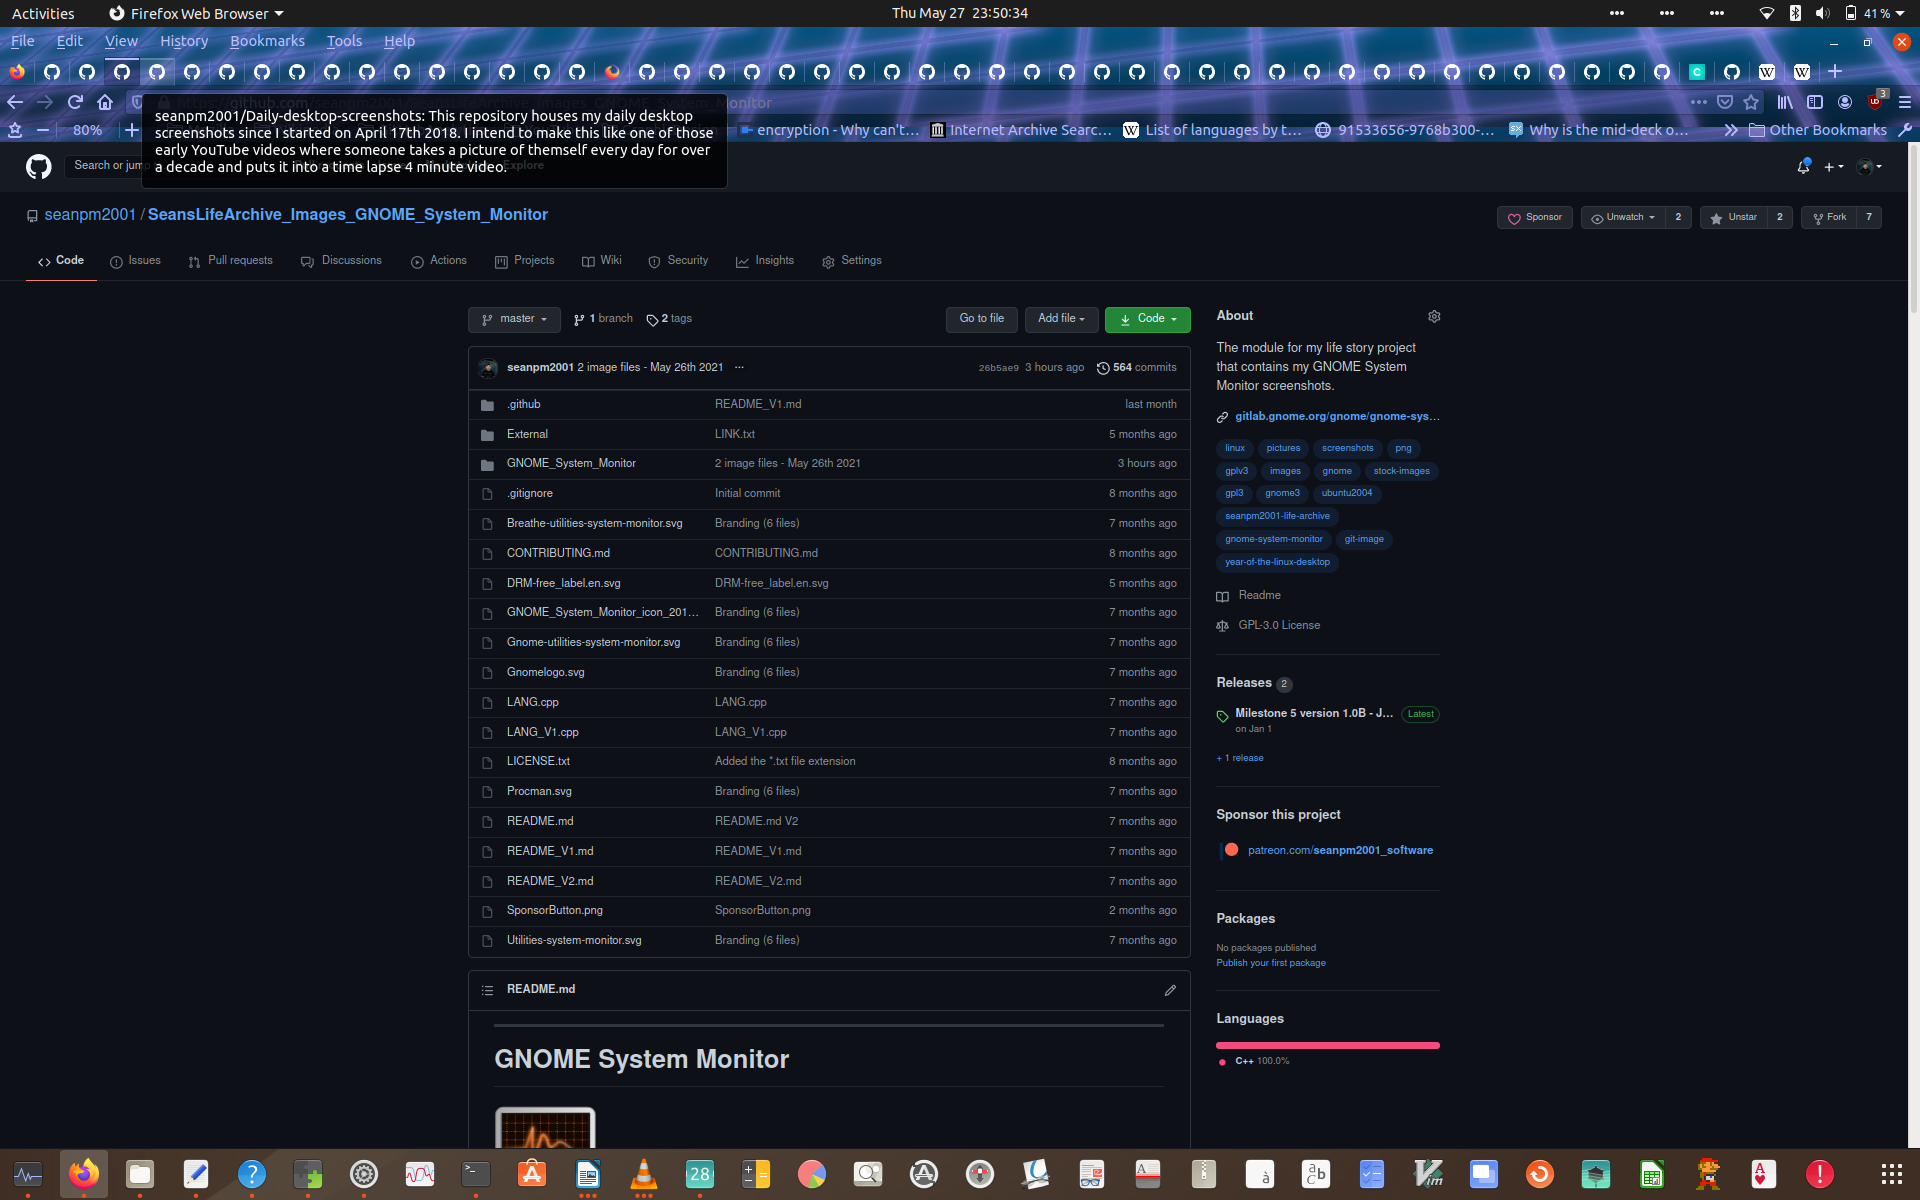 Activities Firefox Web Browser Thu May 27 23:50:34 41 %
File Edit View History Bookmarks Tools Help
80% encryption - Why can't… Internet Archive Searc… List of languages by t… 91533656-9768b300-… Why is the mid-deck o… Other Bookmarks
3
seanpm2001/Daily-desktop-screenshots: This repository houses my daily desktop
screenshots since I started on April 17th 2018. I intend to make this like one of those
early YouTube videos where someone takes a picture of themself every day for over
a decade and puts it into a time lapse 4 minute video.
Search or jump
Explore
seanpm2001 / SeansLifeArchive_Images_GNOME_System_Monitor
Sponsor Unwatch 2 Unstar 2 Fork 7
Code Issues Pull requests Discussions Actions Projects Wiki Security Insights Settings
master 1 branch 2 tags Go to file Add file Code
seanpm2001 2 image files - May 26th 2021 ... 26b5ae9 3 hours ago 564 commits
.github README_V1.md last month
External LINK.txt 5 months ago
GNOME_System_Monitor 2 image files - May 26th 2021 3 hours ago
.gitignore Initial commit 8 months ago
Breathe-utilities-system-monitor.svg Branding (6 files) 7 months ago
CONTRIBUTING.md CONTRIBUTING.md 8 months ago
DRM-free_label.en.svg DRM-free_label.en.svg 5 months ago
GNOME_System_Monitor_icon_201… Branding (6 files) 7 months ago
Gnome-utilities-system-monitor.svg Branding (6 files) 7 months ago
Gnomelogo.svg Branding (6 files) 7 months ago
LANG.cpp LANG.cpp 7 months ago
LANG_V1.cpp LANG_V1.cpp 7 months ago
LICENSE.txt Added the *.txt file extension 8 months ago
Procman.svg Branding (6 files) 7 months ago
README.md README.md V2 7 months ago
README_V1.md README_V1.md 7 months ago
README_V2.md README_V2.md 7 months ago
SponsorButton.png SponsorButton.png 2 months ago
Utilities-system-monitor.svg Branding (6 files) 7 months ago
README.md
GNOME System Monitor
About
The module for my life story project
that contains my GNOME System
Monitor screenshots.
gitlab.gnome.org/gnome/gnome-sys…
linux pictures screenshots png
gplv3 images gnome stock-images
gpl3 gnome3 ubuntu2004
seanpm2001-life-archive
gnome-system-monitor git-image
year-of-the-linux-desktop
Readme
GPL-3.0 License
Releases 2
Milestone 5 version 1.0B - J… Latest
on Jan 1
+ 1 release
Sponsor this project
patreon.com/seanpm2001_software
Packages
No packages published
Publish your first package
Languages
C++ 100.0%
28